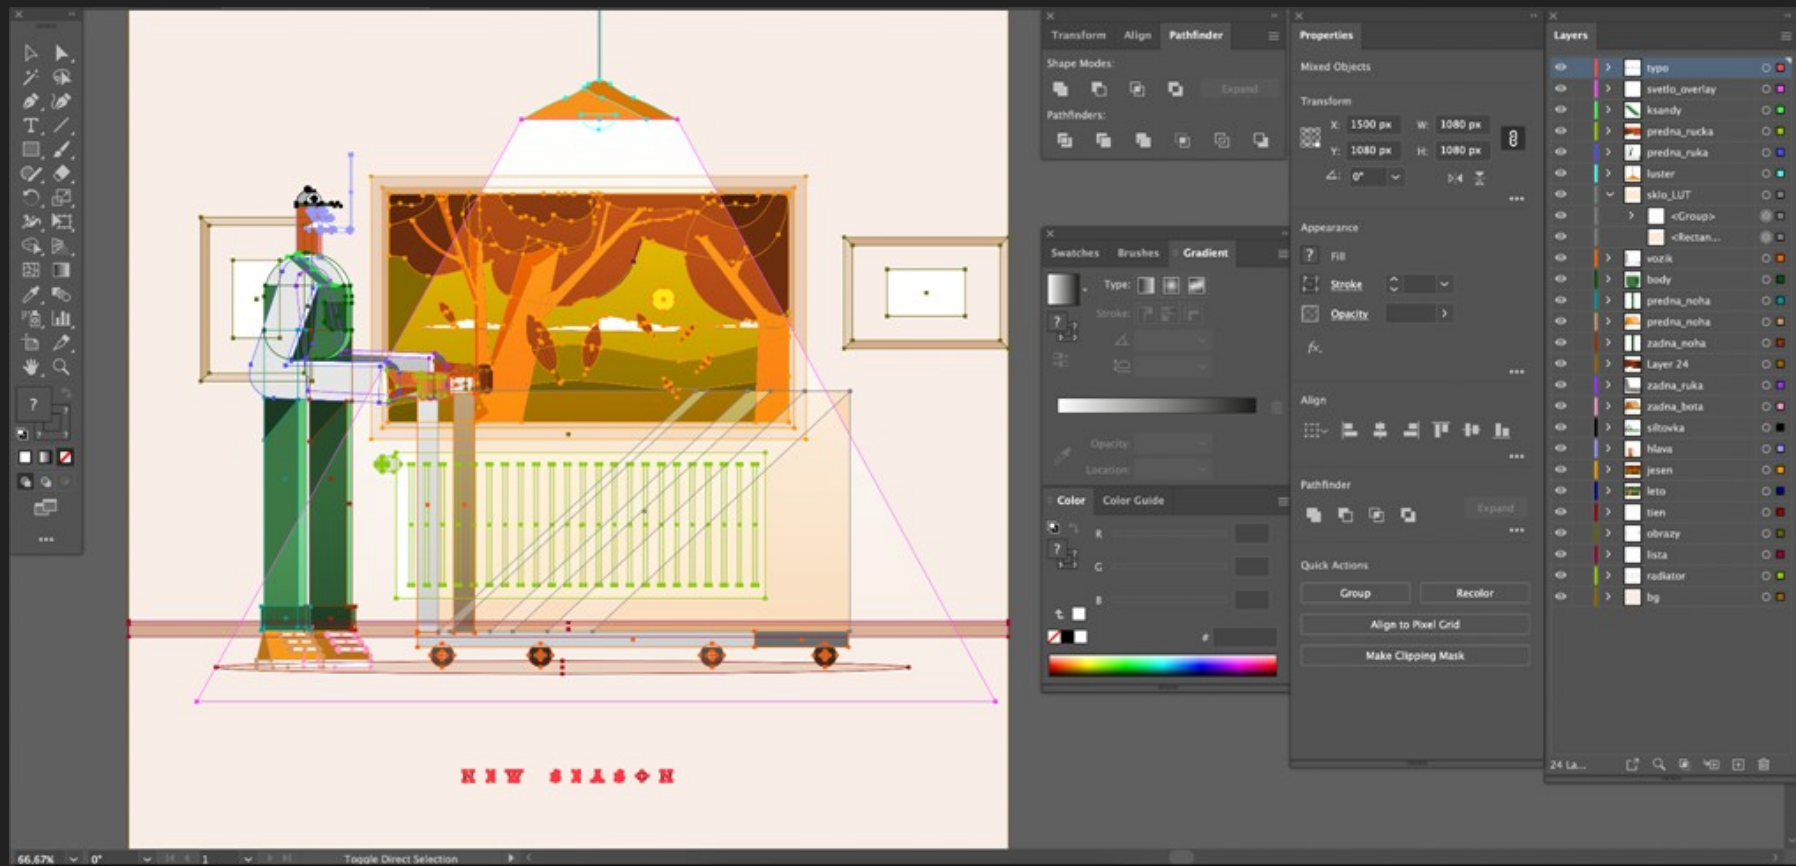 Transform Align Pathfinder
Shape Modes:
Expand
Pathfinders:
Swatches Brushes Gradient
Type:
Stroke:
Opacity:
Location:
Color Color Guide
R
G
B
#
Properties
Mixed Objects
Transform
X: 1500 px W: 1080 px
Y: 1080 px H: 1080 px
0°
Appearance
? Fill
Stroke
Opacity
fx.
Align
Pathfinder
Expand
Quick Actions
Group Recolor
Align to Pixel Grid
Make Clipping Mask
Layers
typo
svetlo_overlay
ksandy
predna_rucka
predna_ruka
luster
sklo_LUT
<Group>
<Rectan...
vozik
body
predna_noha
predna_noha
zadna_noha
Layer 24
zadna_ruka
zadna_bota
siltovka
hlava
jesen
leto
tien
obrazy
lista
radiator
bg
24 La...
NEW SEASON
66.67% 0° 1 Toggle Direct Selection